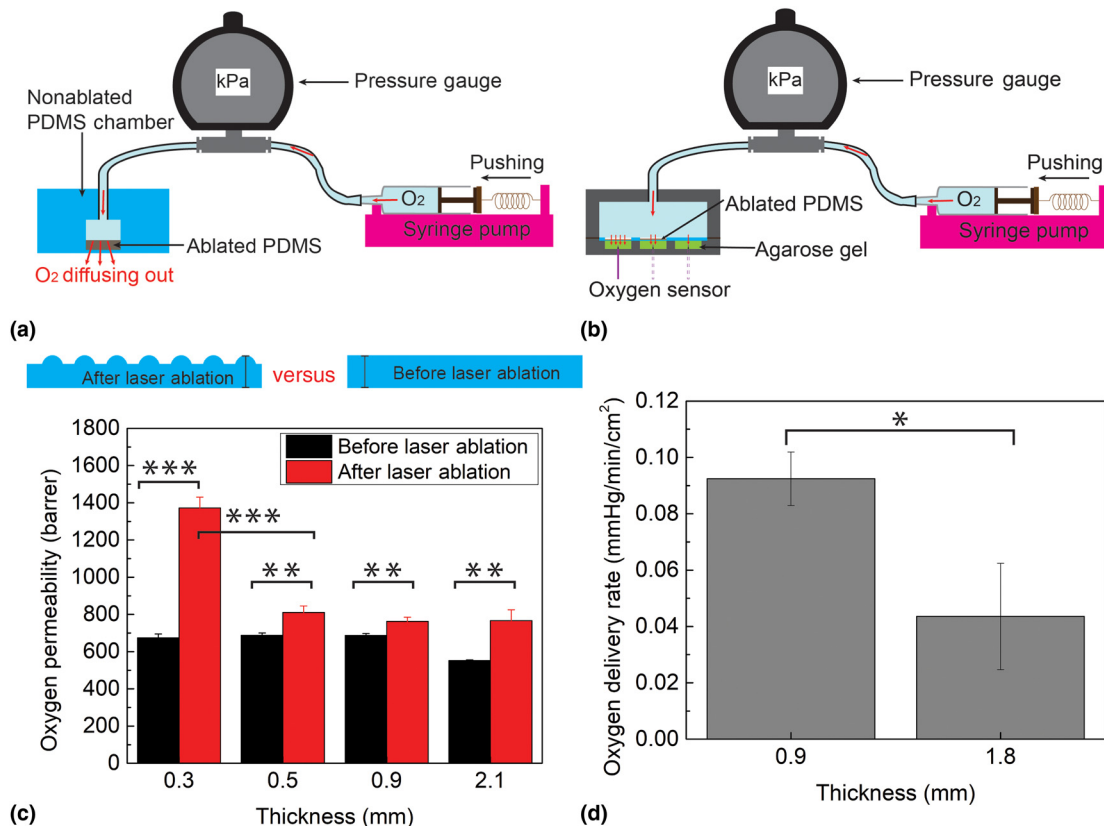 kPa
Pressure gauge
Nonablated
PDMS chamber
Pushing
O2
Syringe pump
Ablated PDMS
O2 diffusing out
(a)
kPa
Pressure gauge
Pushing
O2
Syringe pump
Ablated PDMS
Agarose gel
Oxygen sensor
(b)
After laser ablation
versus
Before laser ablation
Oxygen permeability (barrer)
1800
1600
1400
1200
1000
800
600
400
200
0
Before laser ablation
After laser ablation
***
***
**
**
**
0.3 0.5 0.9 2.1
Thickness (mm)
(c)
Oxygen delivery rate (mmHg/min/cm²)
0.12
0.10
0.08
0.06
0.04
0.02
0.00
*
0.9 1.8
Thickness (mm)
(d)